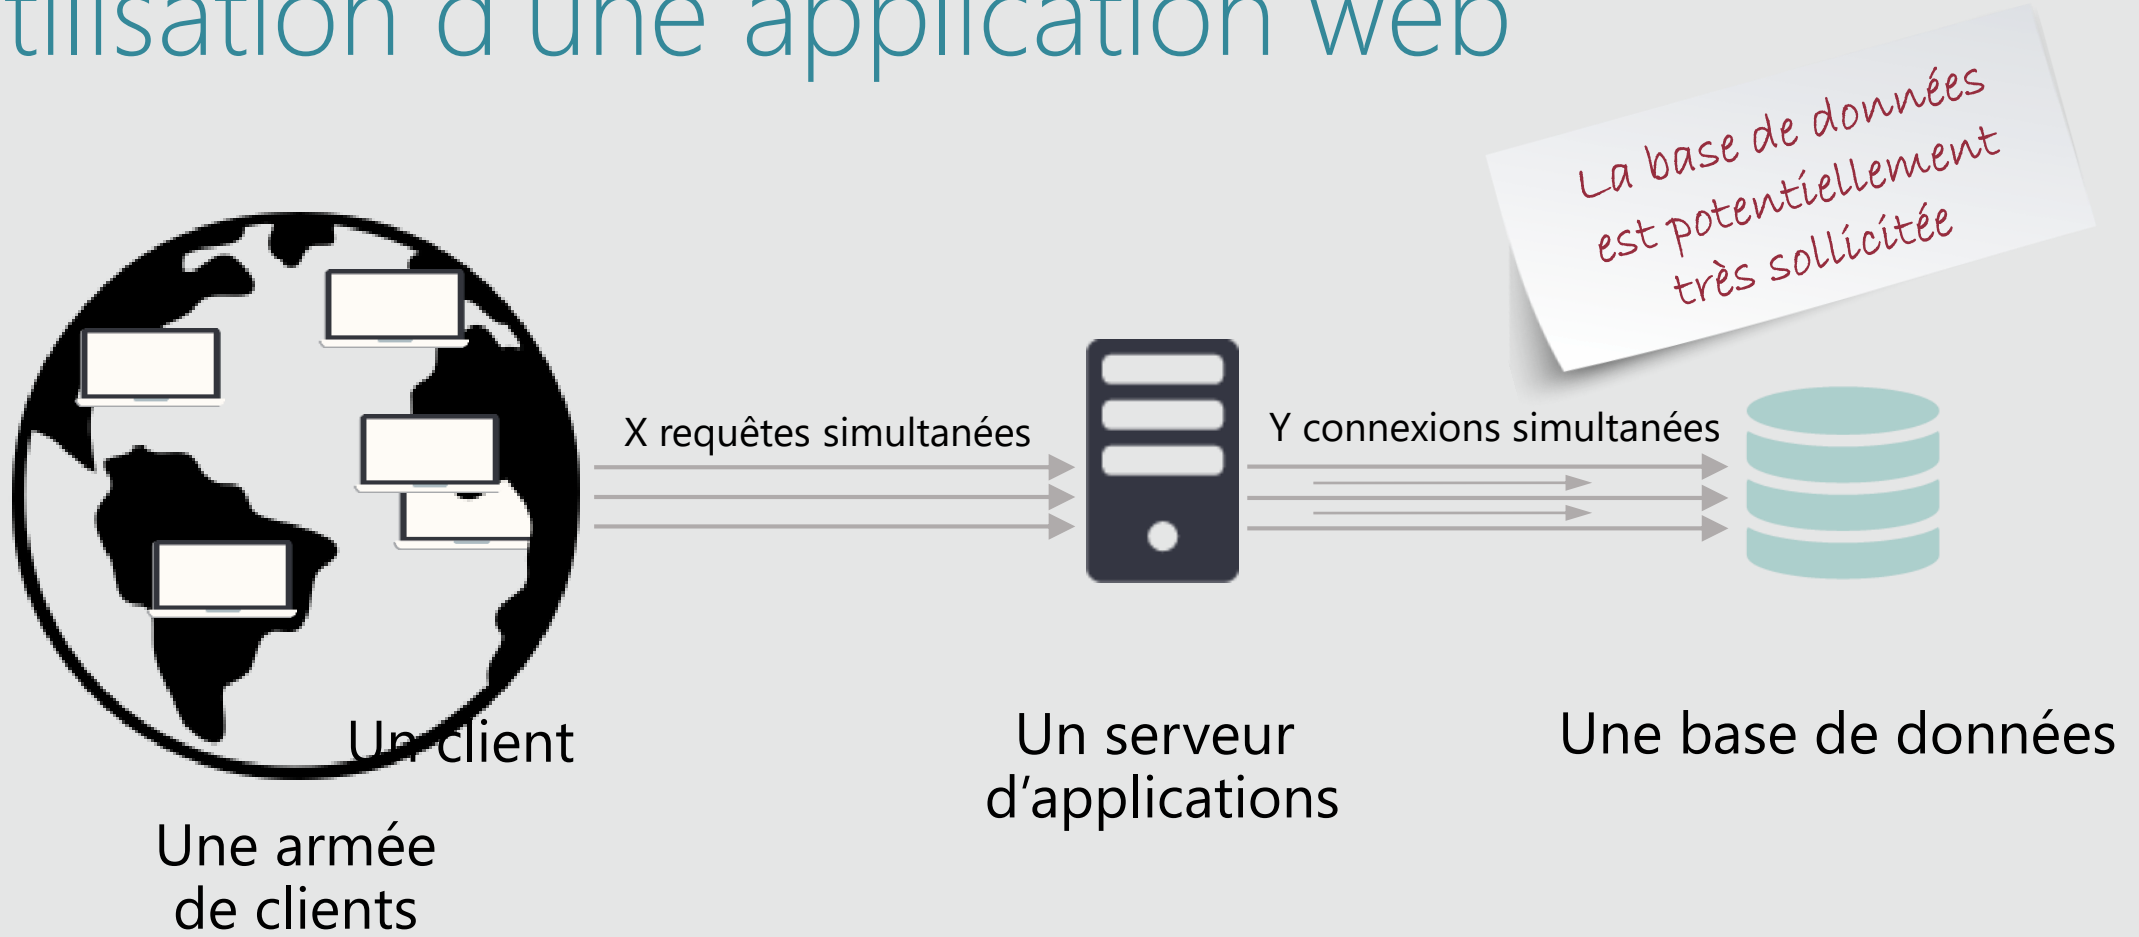 tilisation d'une application web
La base de données
est potentiellement
très sollicitée
X requêtes simultanées
Y connexions simultanées
Un client
Un serveur
d’applications
Une base de données
Une armée
de clients